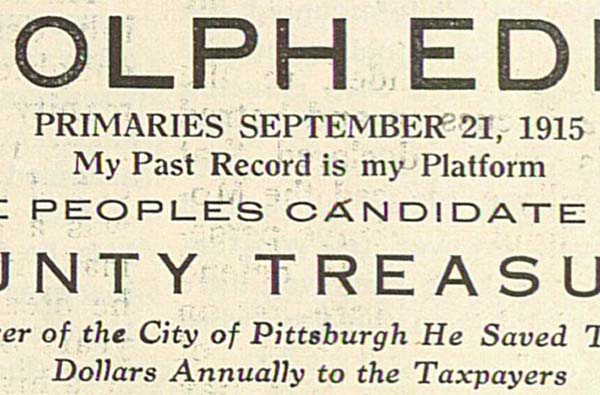 OLPH ED
PRIMARIES SEPTEMBER 21, 1915
My Past Record is my Platform
PEOPLES CANDIDATE
UNTY TREASU
er of the City of Pittsburgh He Saved T
Dollars Annually to the Taxpayers